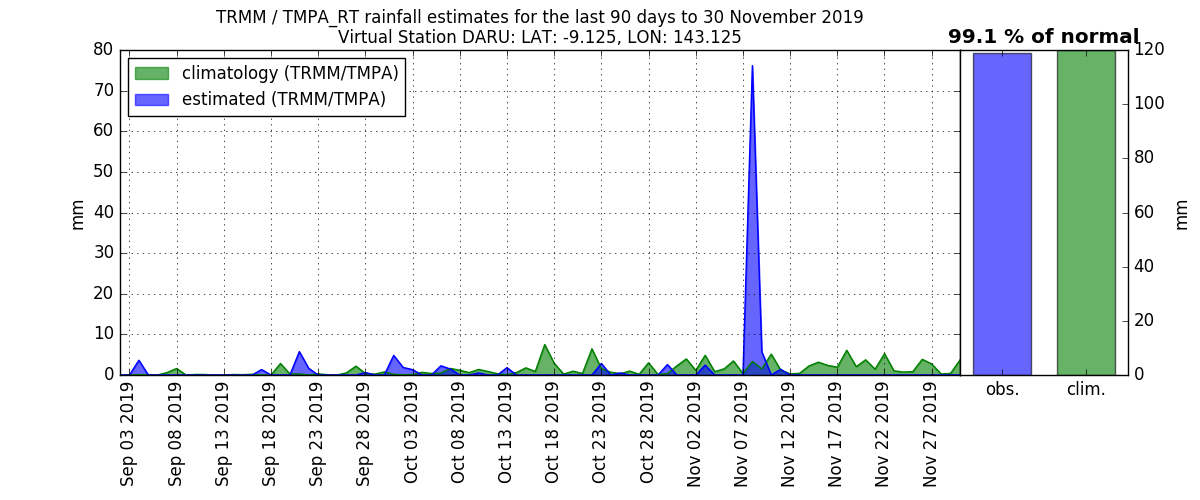 TRMM / TMPA_RT rainfall estimates for the last 90 days to 30 November 2019
Virtual Station DARU: LAT: -9.125, LON: 143.125
99.1 % of normal
climatology (TRMM/TMPA)
estimated (TRMM/TMPA)
80
70
60
50
40
30
20
10
0
mm
Sep 03 2019
Sep 08 2019
Sep 13 2019
Sep 18 2019
Sep 23 2019
Sep 28 2019
Oct 03 2019
Oct 08 2019
Oct 13 2019
Oct 18 2019
Oct 23 2019
Oct 28 2019
Nov 02 2019
Nov 07 2019
Nov 12 2019
Nov 17 2019
Nov 22 2019
Nov 27 2019
120
100
80
60
40
20
0
mm
obs.
clim.